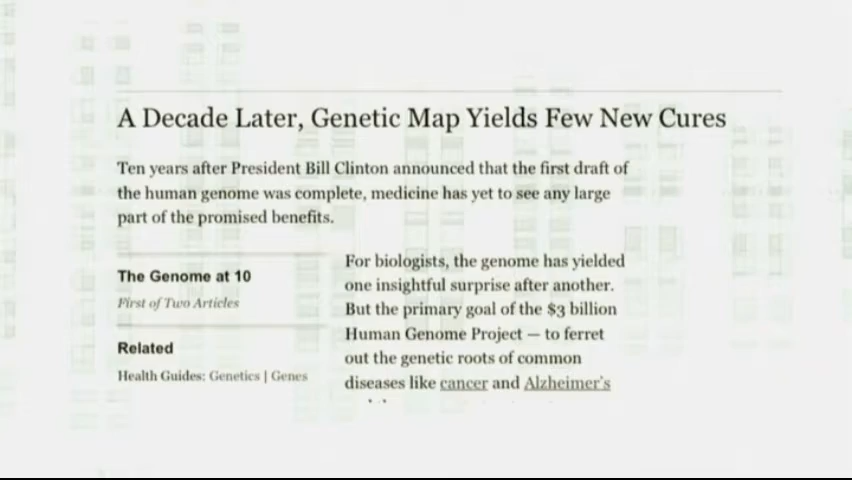 A Decade Later, Genetic Map Yields Few New Cures
Ten years after President Bill Clinton announced that the first draft of
the human genome was complete, medicine has yet to see any large
part of the promised benefits.
The Genome at 10
First of Two Articles
Related
Health Guides: Genetics | Genes
For biologists, the genome has yielded
one insightful surprise after another.
But the primary goal of the $3 billion
Human Genome Project — to ferret
out the genetic roots of common
diseases like cancer and Alzheimer's